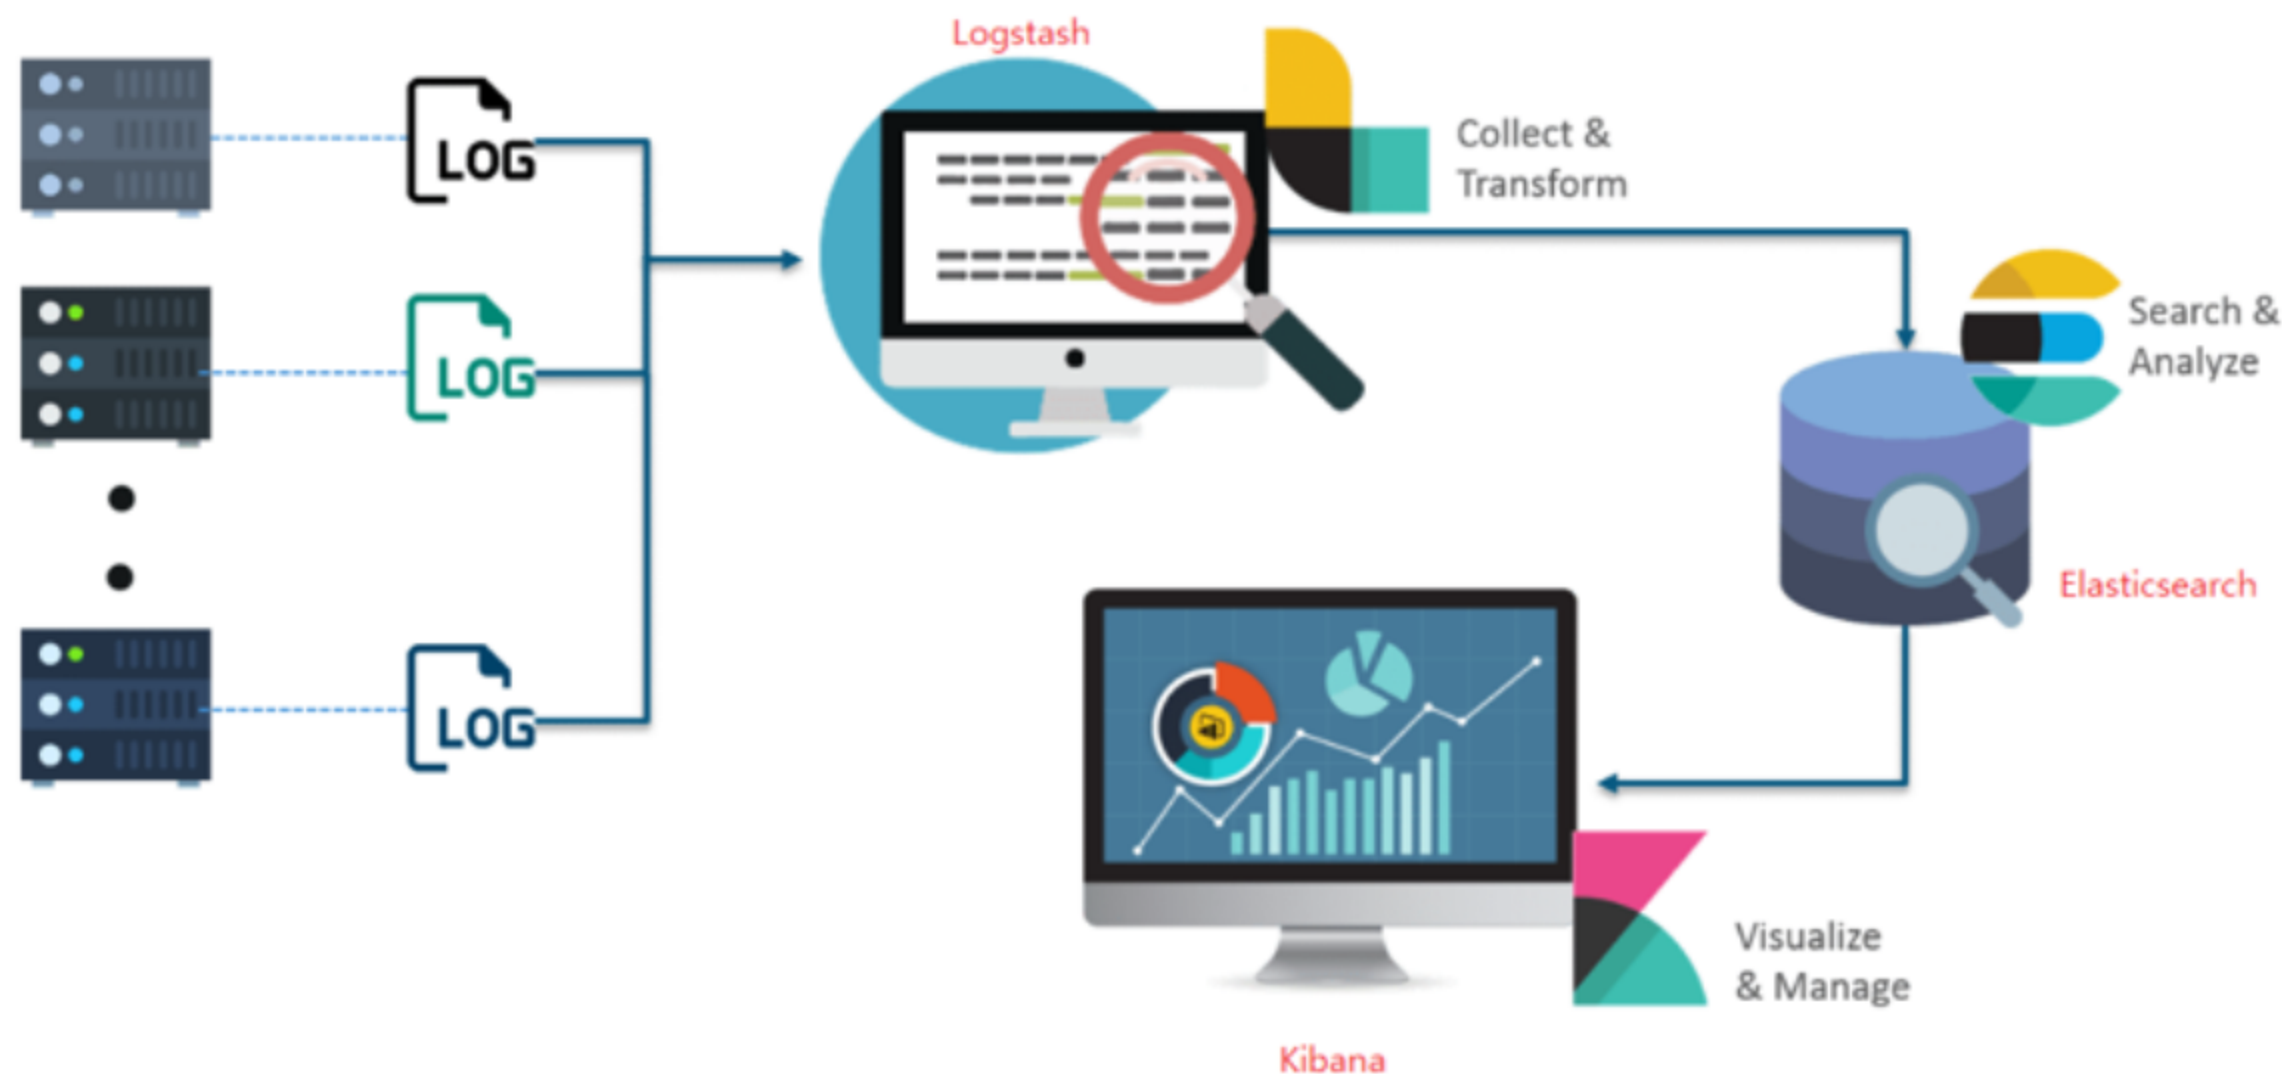 Logstash
LOG
Collect &
Transform
LOG
Search &
Analyze
Elasticsearch
LOG
Visualize
& Manage
Kibana